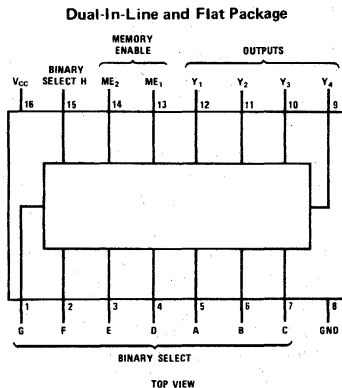 Dual-In-Line and Flat Package
MEMORY
ENABLE
OUTPUTS
BINARY
SELECT H
VCC ME2 ME1 Y1 Y2 Y3 Y4
16 15 14 13 12 11 10 9
1 2 3 4 5 6 7 8
G F E D A B C GND
BINARY SELECT
TOP VIEW